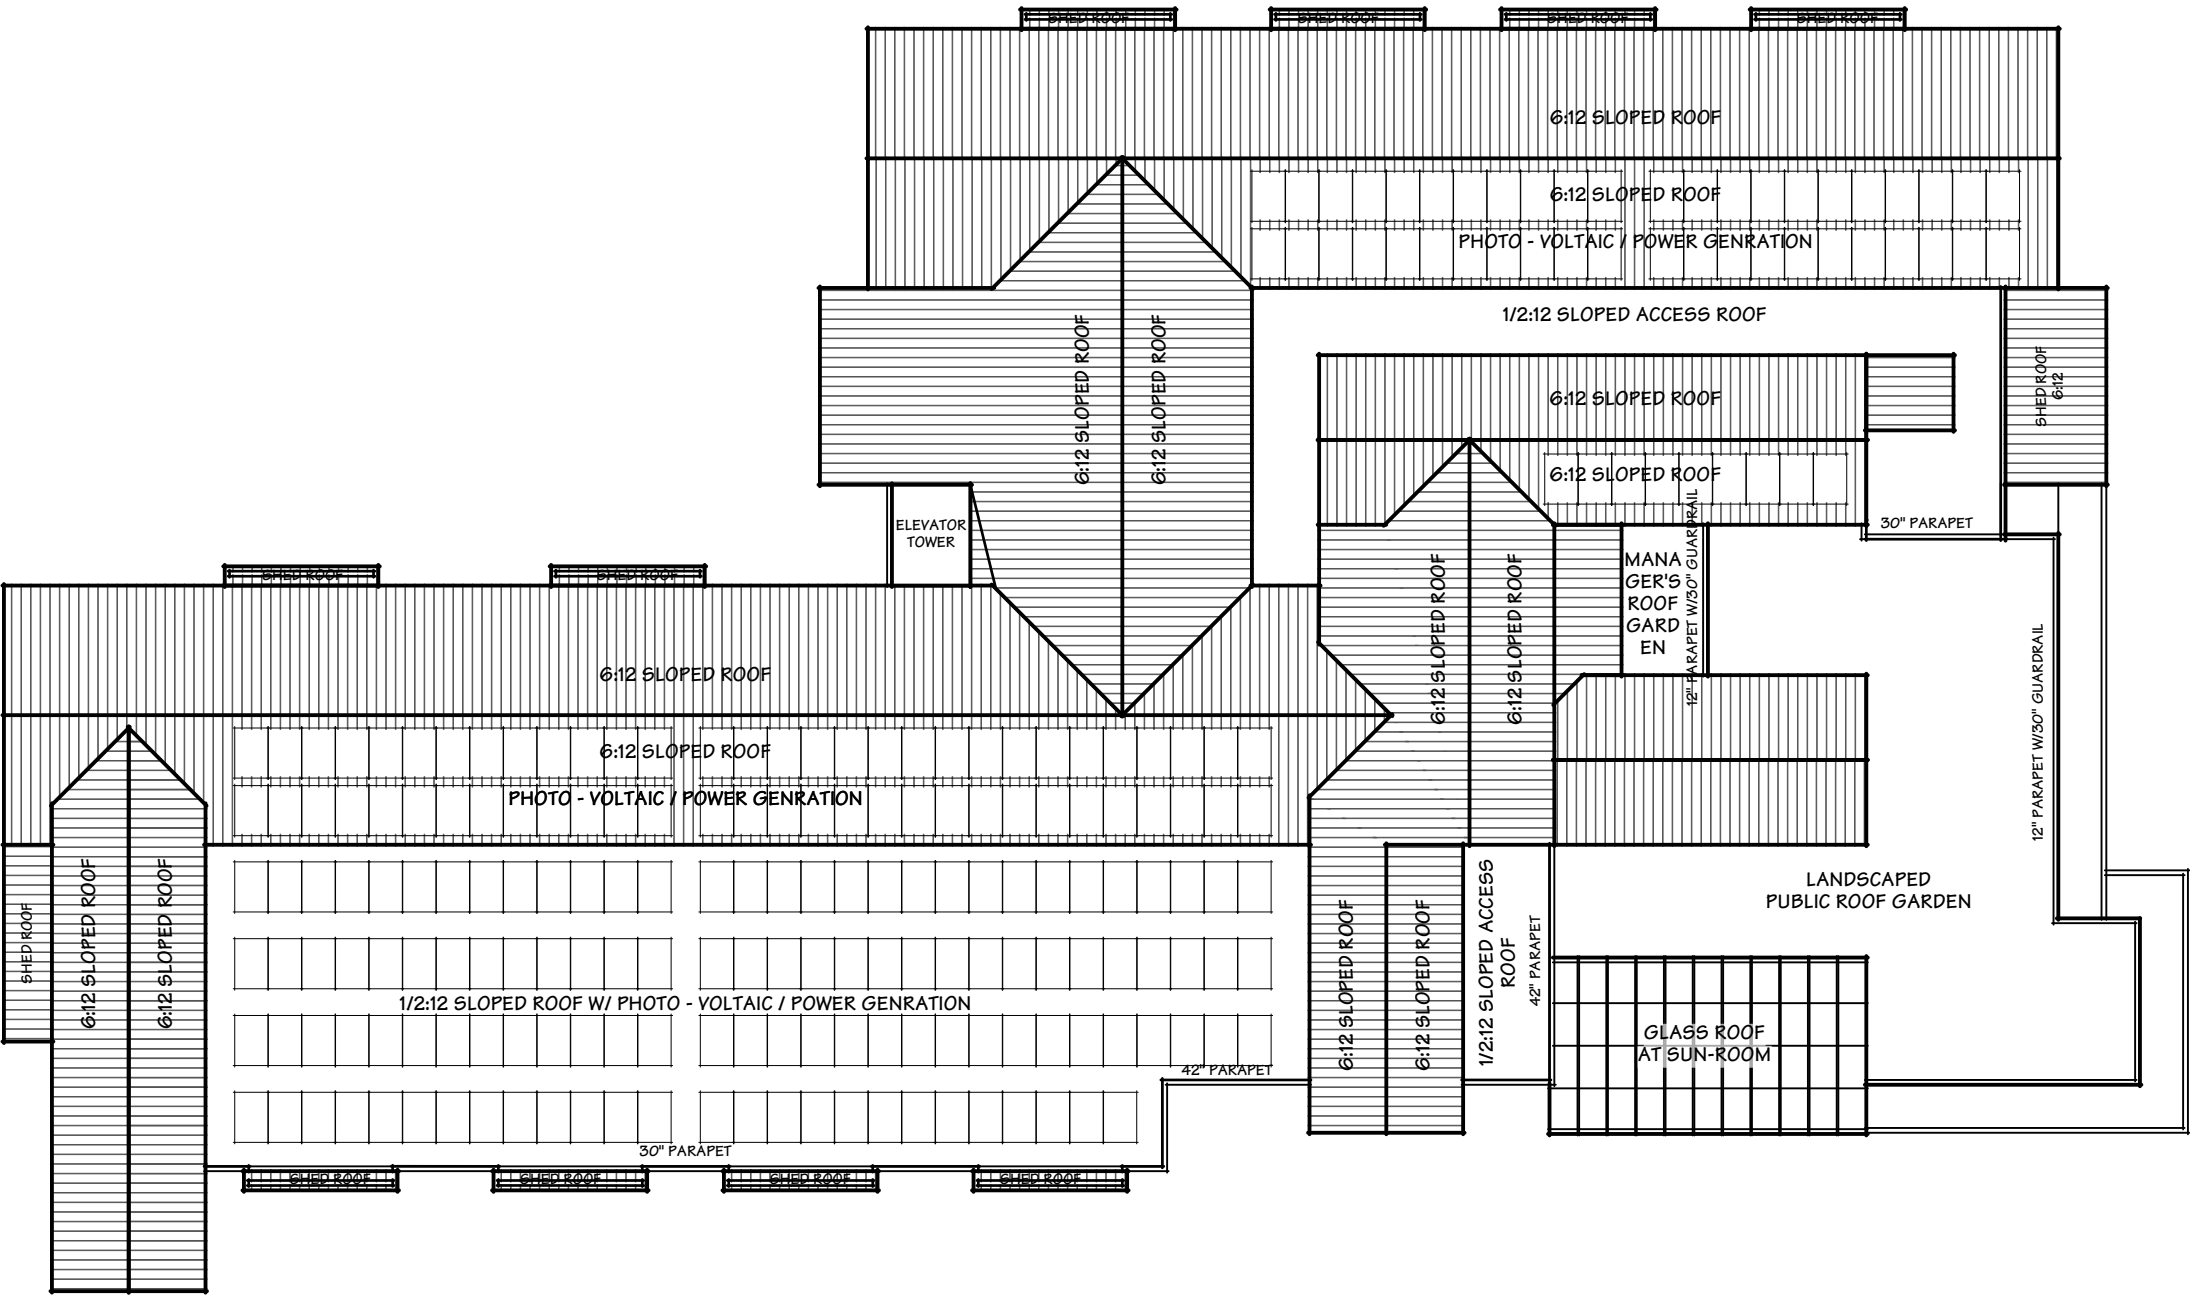 SHED ROOF
SHED ROOF
SHED ROOF
SHED ROOF
6:12 SLOPED ROOF
6:12 SLOPED ROOF
PHOTO - VOLTAIC / POWER GENRATION
1/2:12 SLOPED ACCESS ROOF
6:12 SLOPED ROOF
6:12 SLOPED ROOF
SHED ROOF
6:12
6:12 SLOPED ROOF
6:12 SLOPED ROOF
30" PARAPET
ELEVATOR
TOWER
MANA
GER'S
ROOF
GARD
EN
12" PARAPET W/30" GUARDRAIL
6:12 SLOPED ROOF
6:12 SLOPED ROOF
12" PARAPET W/30" GUARDRAIL
SHED ROOF
SHED ROOF
6:12 SLOPED ROOF
6:12 SLOPED ROOF
PHOTO - VOLTAIC / POWER GENRATION
SHED ROOF
6:12 SLOPED ROOF
6:12 SLOPED ROOF
1/2:12 SLOPED ROOF W/ PHOTO - VOLTAIC / POWER GENRATION
42" PARAPET
30" PARAPET
6:12 SLOPED ROOF
6:12 SLOPED ROOF
1/2:12 SLOPED ACCESS
ROOF
42" PARAPET
LANDSCAPED
PUBLIC ROOF GARDEN
GLASS ROOF
AT SUN-ROOM
SHED ROOF
SHED ROOF
SHED ROOF
SHED ROOF